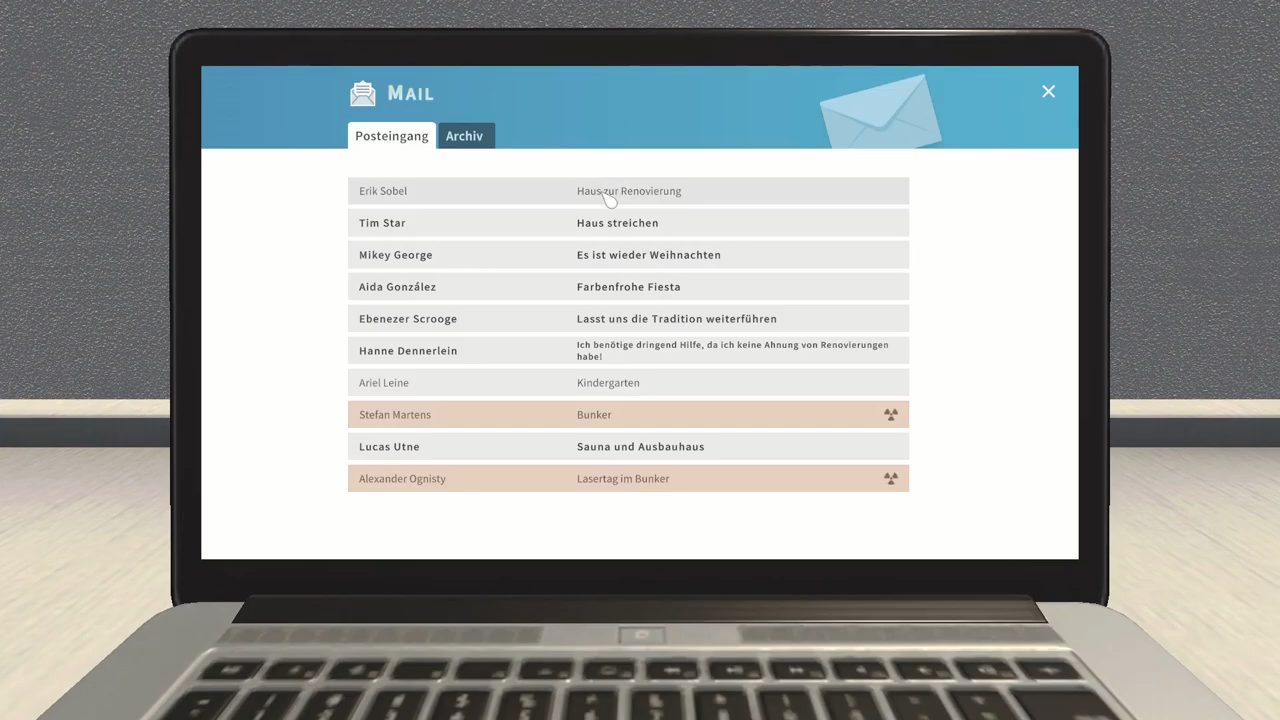 MAIL
Posteingang Archiv
Erik Sobel Haus zur Renovierung
Tim Star Haus streichen
Mikey George Es ist wieder Weihnachten
Aida González Farbenfrohe Fiesta
Ebenezer Scrooge Lasst uns die Tradition weiterführen
Hanne Dennerlein Ich benötige dringend Hilfe, da ich keine Ahnung von Renovierungen
habe!
Ariel Leine Kindergarten
Stefan Martens Bunker
Lucas Utne Sauna und Ausbauhaus
Alexander Ognisty Lasertag im Bunker